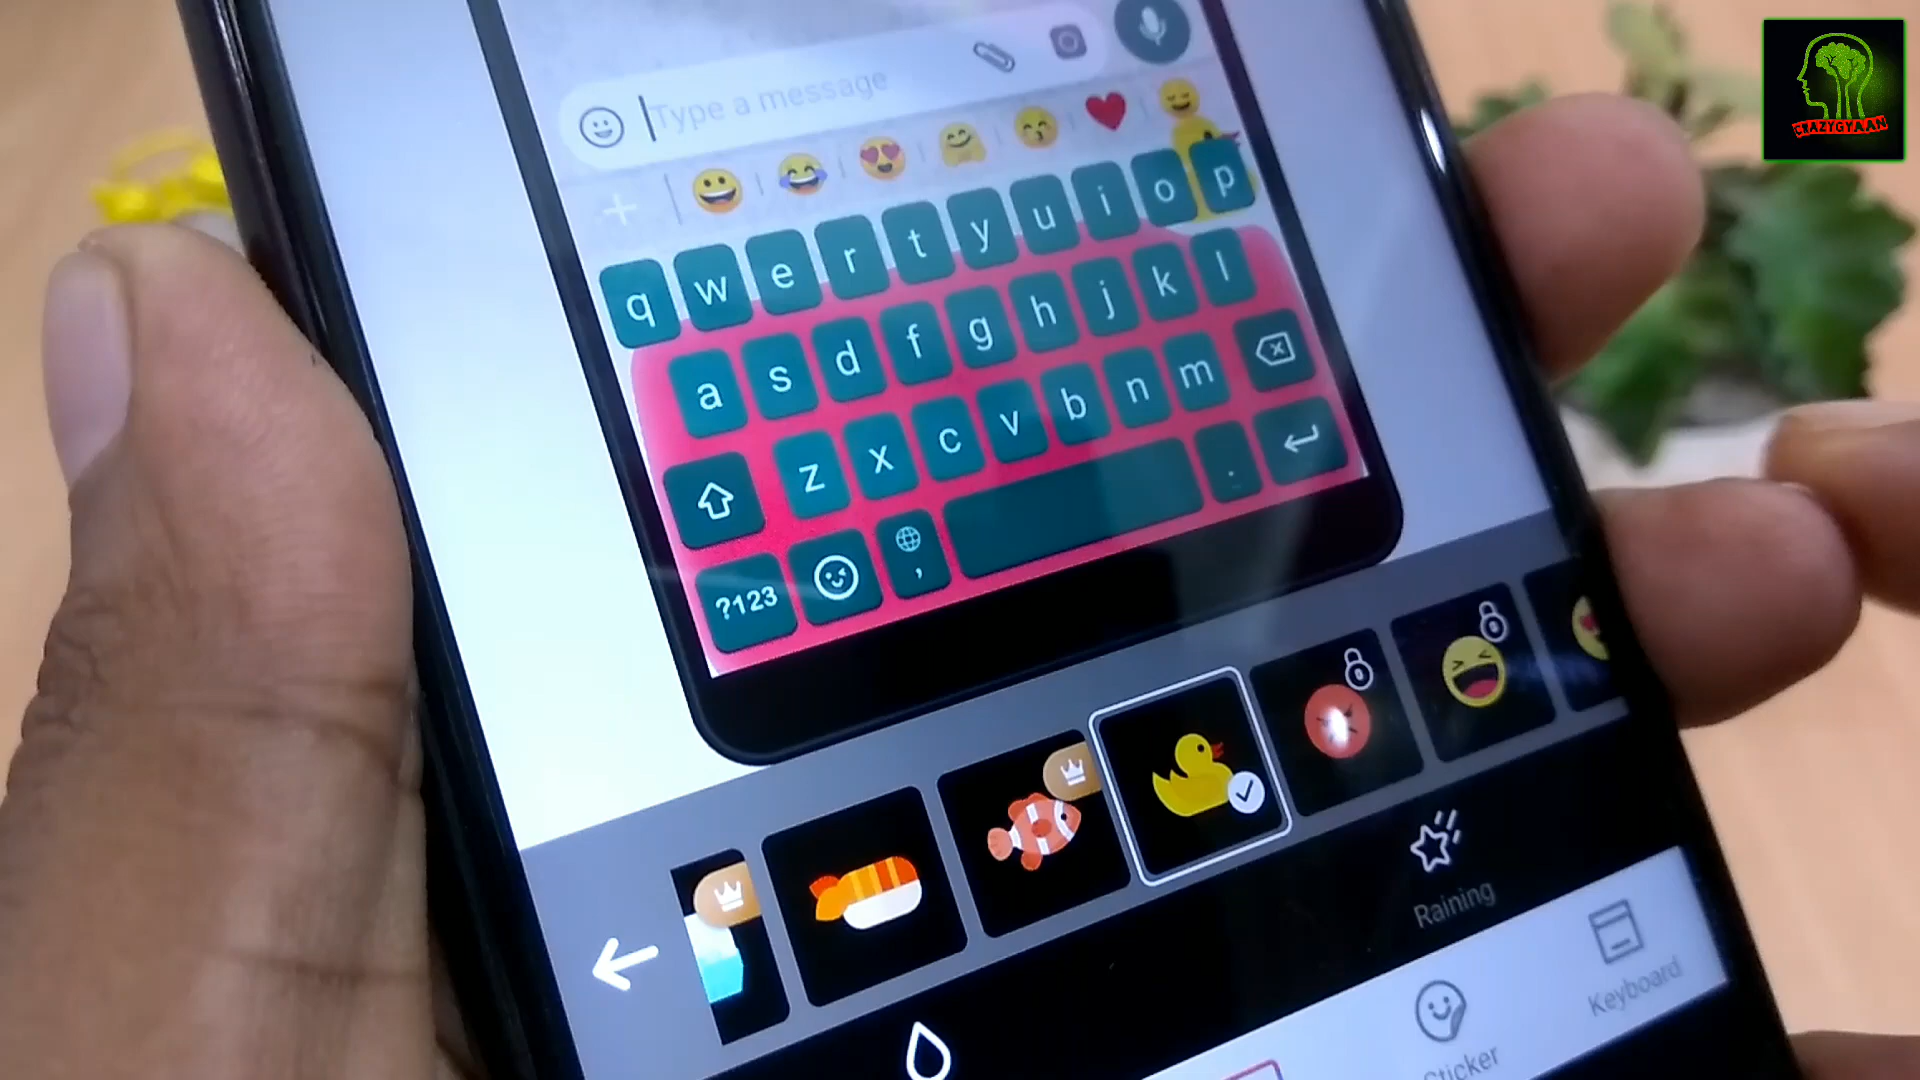 CRAZYGYAAN
Type a message
q w e r t y u i o p
a s d f g h j k l
z x c v b n m
?123 , .
Raining
Sticker
Keyboard